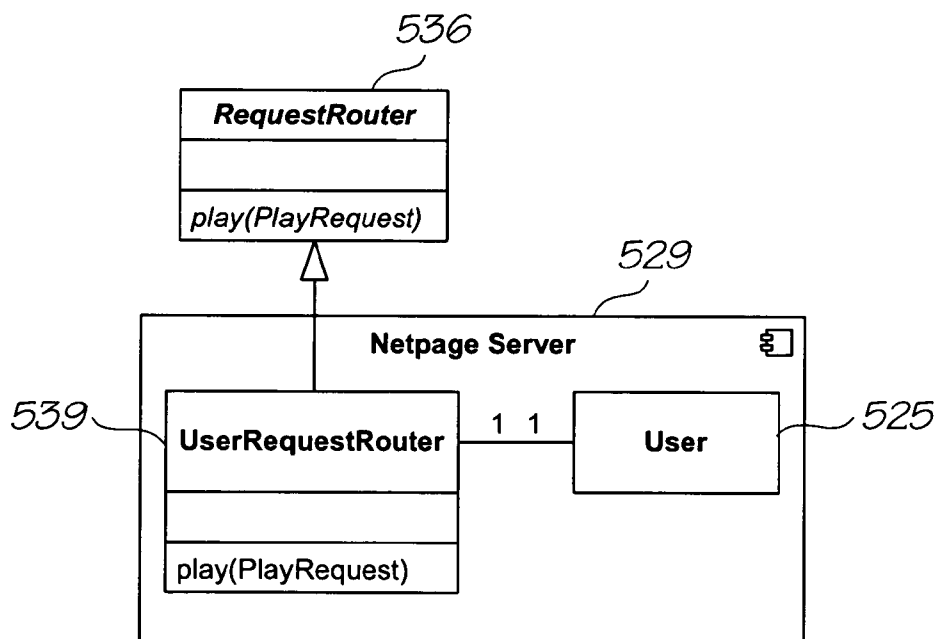 536
RequestRouter
play(PlayRequest)
529
Netpage Server
539
UserRequestRouter
1 1
User
525
play(PlayRequest)